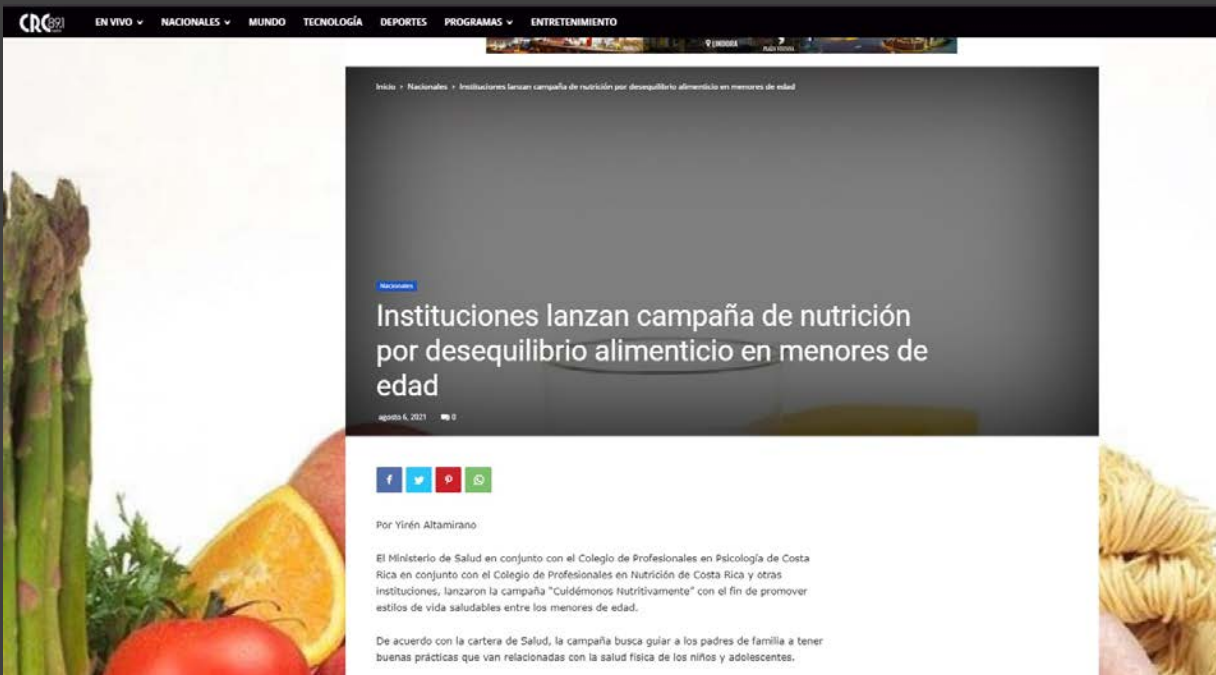 CRC 89.1
EN VIVO
NACIONALES
MUNDO
TECNOLOGÍA
DEPORTES
PROGRAMAS
ENTRETENIMIENTO
LINDORA
Inicio › Nacionales › Instituciones lanzan campaña de nutrición por desequilibrio alimenticio en menores de edad
Nacionales
Instituciones lanzan campaña de nutrición
por desequilibrio alimenticio en menores de
edad
agosto 6, 2021 0
Por Yirén Altamirano
El Ministerio de Salud en conjunto con el Colegio de Profesionales en Psicología de Costa
Rica en conjunto con el Colegio de Profesionales en Nutrición de Costa Rica y otras
instituciones, lanzaron la campaña "Cuidémonos Nutritivamente" con el fin de promover
estilos de vida saludables entre los menores de edad.
De acuerdo con la cartera de Salud, la campaña busca guiar a los padres de familia a tener
buenas prácticas que van relacionadas con la salud física de los niños y adolescentes.